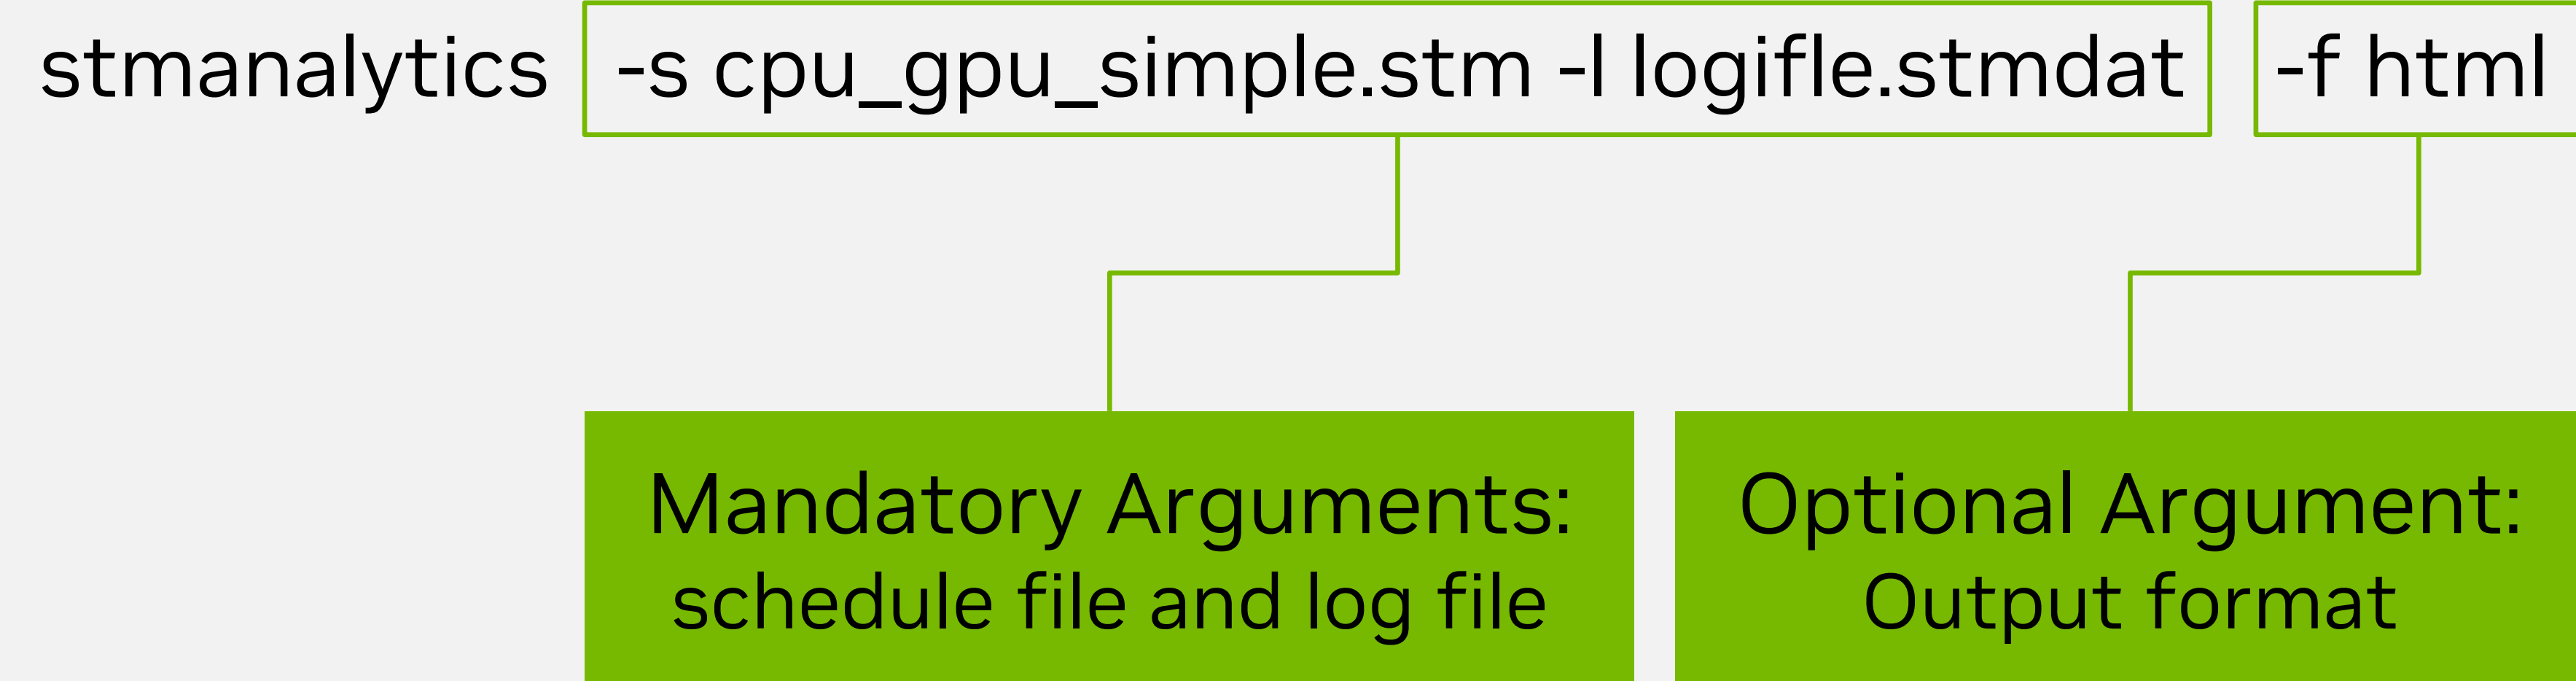 stmanalytics -s cpu_gpu_simple.stm -l logifle.stmdat -f html
Mandatory Arguments:
schedule file and log file
Optional Argument:
Output format